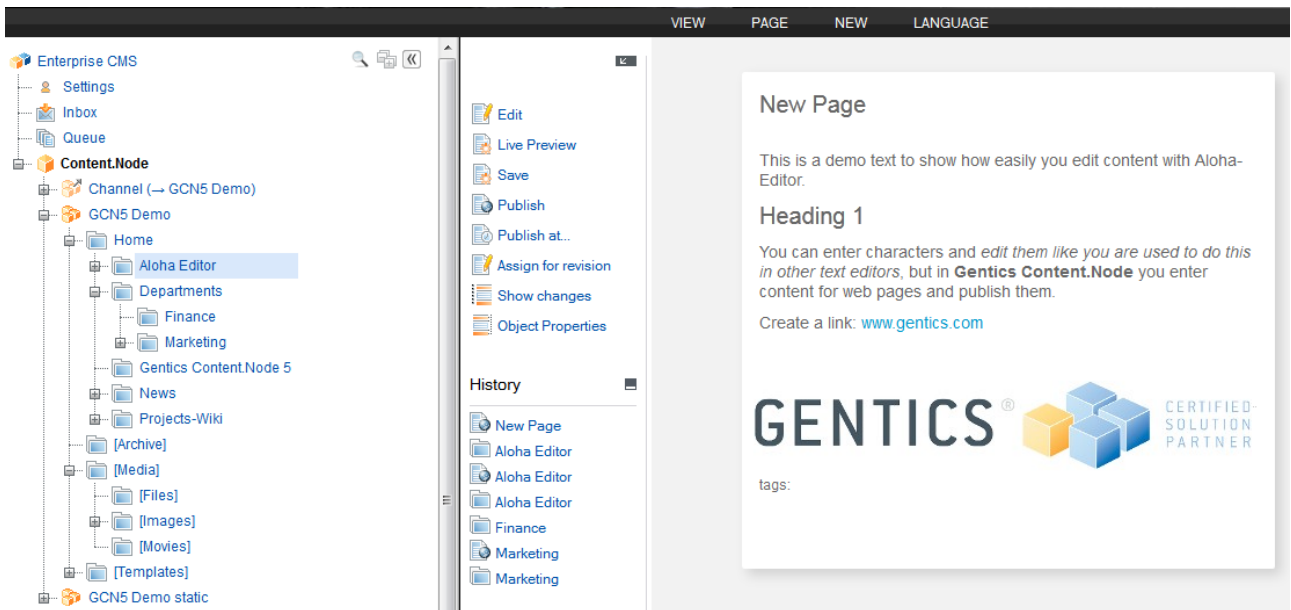 VIEW PAGE NEW LANGUAGE
Enterprise CMS
Settings
Inbox
Queue
Content.Node
Channel (→ GCN5 Demo)
GCN5 Demo
Home
Aloha Editor
Departments
Finance
Marketing
Gentics Content.Node 5
News
Projects-Wiki
[Archive]
[Media]
[Files]
[Images]
[Movies]
[Templates]
GCN5 Demo static
Edit
Live Preview
Save
Publish
Publish at...
Assign for revision
Show changes
Object Properties
History
New Page
Aloha Editor
Aloha Editor
Aloha Editor
Finance
Marketing
Marketing
New Page
This is a demo text to show how easily you edit content with Aloha-
Editor.
Heading 1
You can enter characters and edit them like you are used to do this
in other text editors, but in Gentics Content.Node you enter
content for web pages and publish them.
Create a link: www.gentics.com
GENTICS®
CERTIFIED-
SOLUTION
PARTNER
tags: